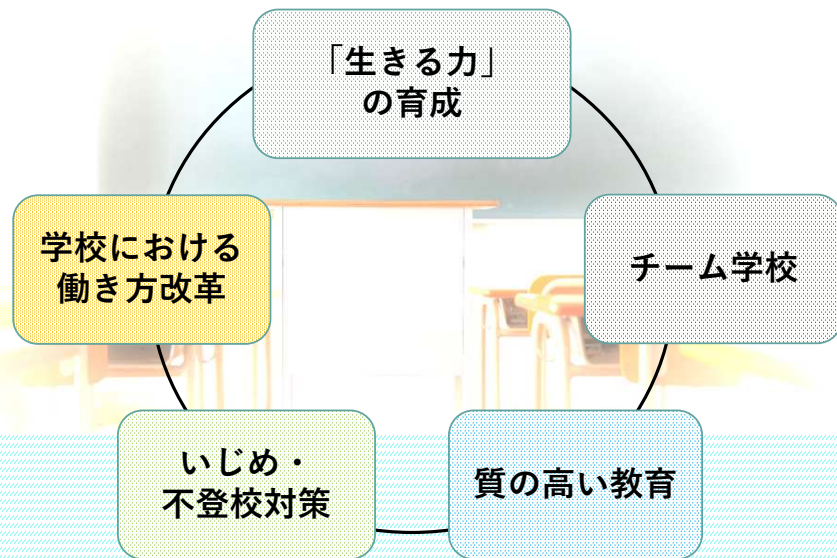 「生きる力」
の育成
チーム学校
質の高い教育
いじめ・
不登校対策
学校における
働き方改革